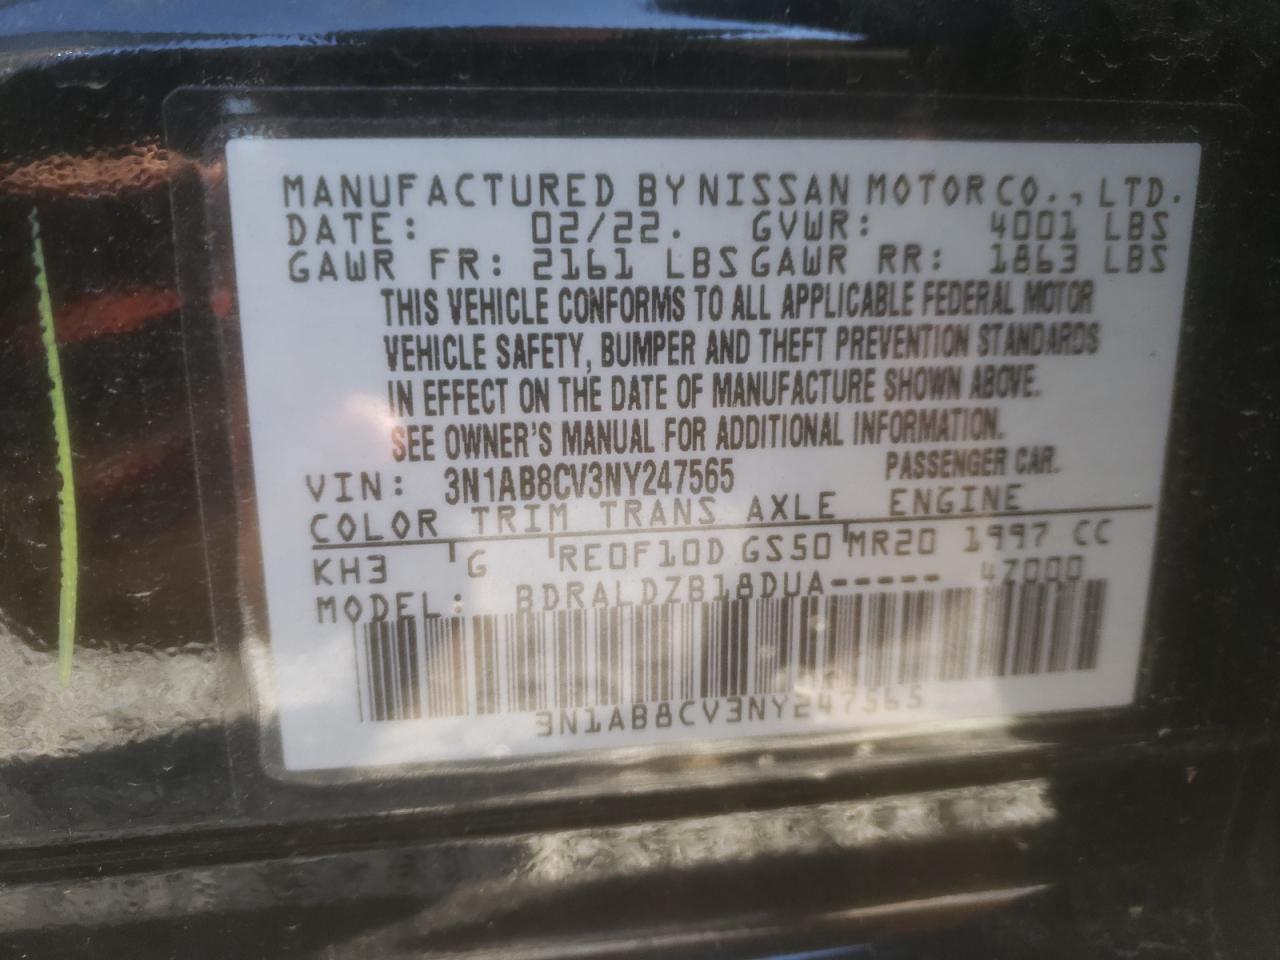 MANUFACTURED BY NISSAN MOTOR CO., LTD.
DATE: 02/22. GVWR: 4001 LBS
GAWR FR: 2161 LBS GAWR RR: 1863 LBS
THIS VEHICLE CONFORMS TO ALL APPLICABLE FEDERAL MOTOR
VEHICLE SAFETY, BUMPER AND THEFT PREVENTION STANDARDS
IN EFFECT ON THE DATE OF MANUFACTURE SHOWN ABOVE.
SEE OWNER'S MANUAL FOR ADDITIONAL INFORMATION.
VIN: 3N1AB8CV3NY247565 PASSENGER CAR.
COLOR TRIM TRANS AXLE ENGINE
KH3 G RE0F10D GS50 MR20 1997 CC
MODEL: BDRALDZB18DUA----- 4Z000
3N1AB8CV3NY247565